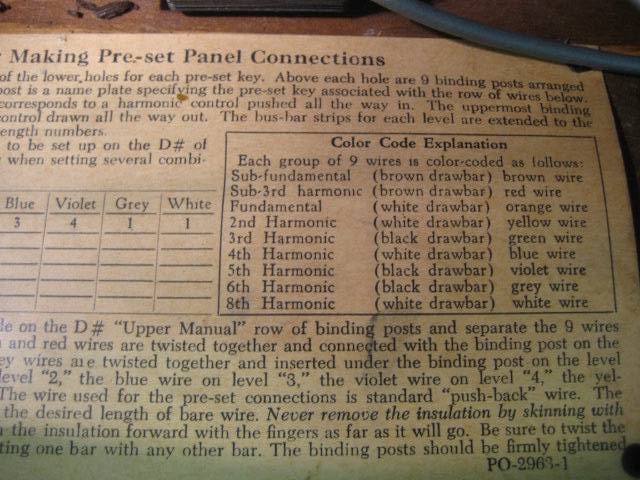 Making Pre-set Panel Connections
of the lower holes for each pre-set key. Above each hole are 9 binding posts arranged
post is a name plate specifying the pre-set key associated with the row of wires below.
corresponds to a harmonic control pushed all the way in. The uppermost binding
control drawn all the way out. The bus-bar strips for each level are extended to the
ength numbers.
to be set up on the D# of
when setting several combi-
Color Code Explanation
Each group of 9 wires is color-coded as follows:
Sub-fundamental (brown drawbar) brown wire
Sub-3rd harmonic (brown drawbar) red wire
Fundamental (white drawbar) orange wire
2nd Harmonic (white drawbar) yellow wire
3rd Harmonic (black drawbar) green wire
4th Harmonic (white drawbar) blue wire
5th Harmonic (black drawbar) violet wire
6th Harmonic (black drawbar) grey wire
8th Harmonic (white drawbar) white wire
Blue Violet Grey White
3 4 1 1
le on the D# "Upper Manual" row of binding posts and separate the 9 wires
and red wires are twisted together and connected with the binding post on the
ey wires are twisted together and inserted under the binding post on the level
level "2," the blue wire on level "3," the violet wire on level "4," the yel-
The wire used for the pre-set connections is standard "push-back" wire. The
the desired length of bare wire. Never remove the insulation by skinning with
the insulation forward with the fingers as far as it will go. Be sure to twist the
ting one bar with any other bar. The binding posts should be firmly tightened
PO-2963-1